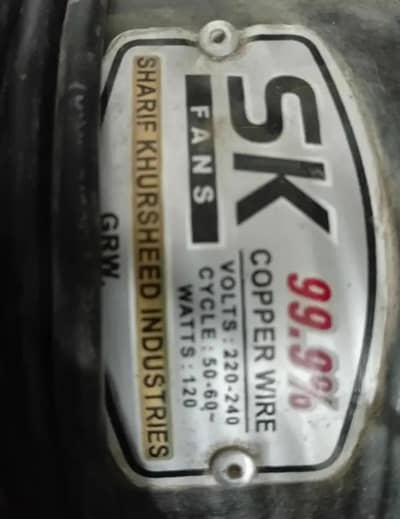 SK
FANS
99.9%
COPPER WIRE
VOLTS : 220-240
CYCLE : 50-60~
WATTS : 120
SHARIF KHURSHEED INDUSTRIES
GRW.